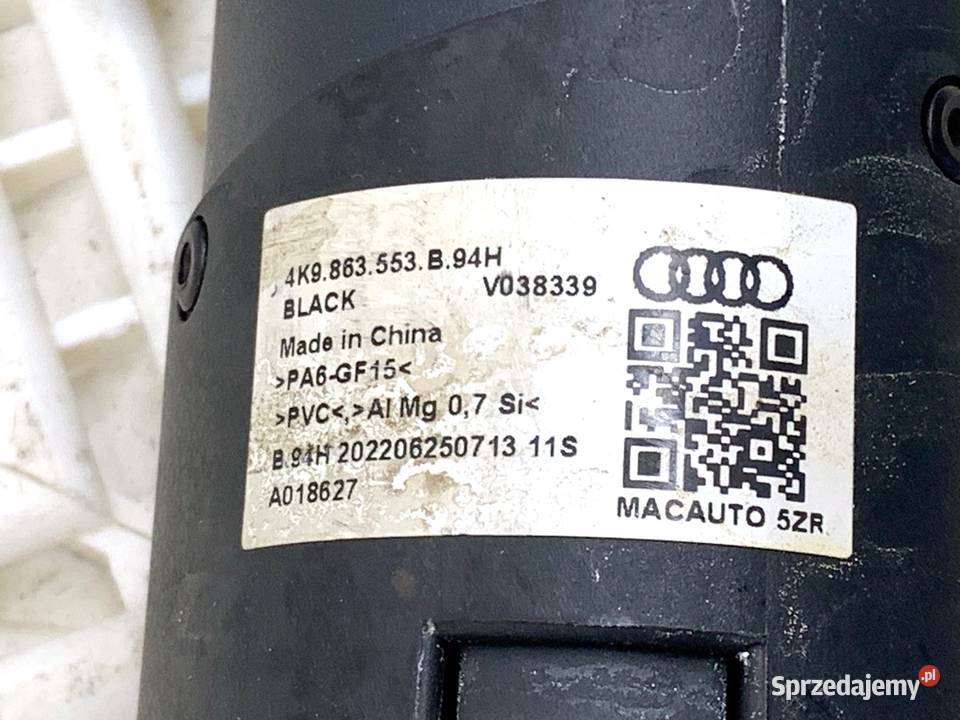 4K9.863.553.B.94H
BLACK V038339
Made in China
>PA6-GF15<
>PVC<,>Al Mg 0,7 Si<
B.94H 202206250713 11S
A018627
MACAUTO 5ZR
Sprzedajemy.pl